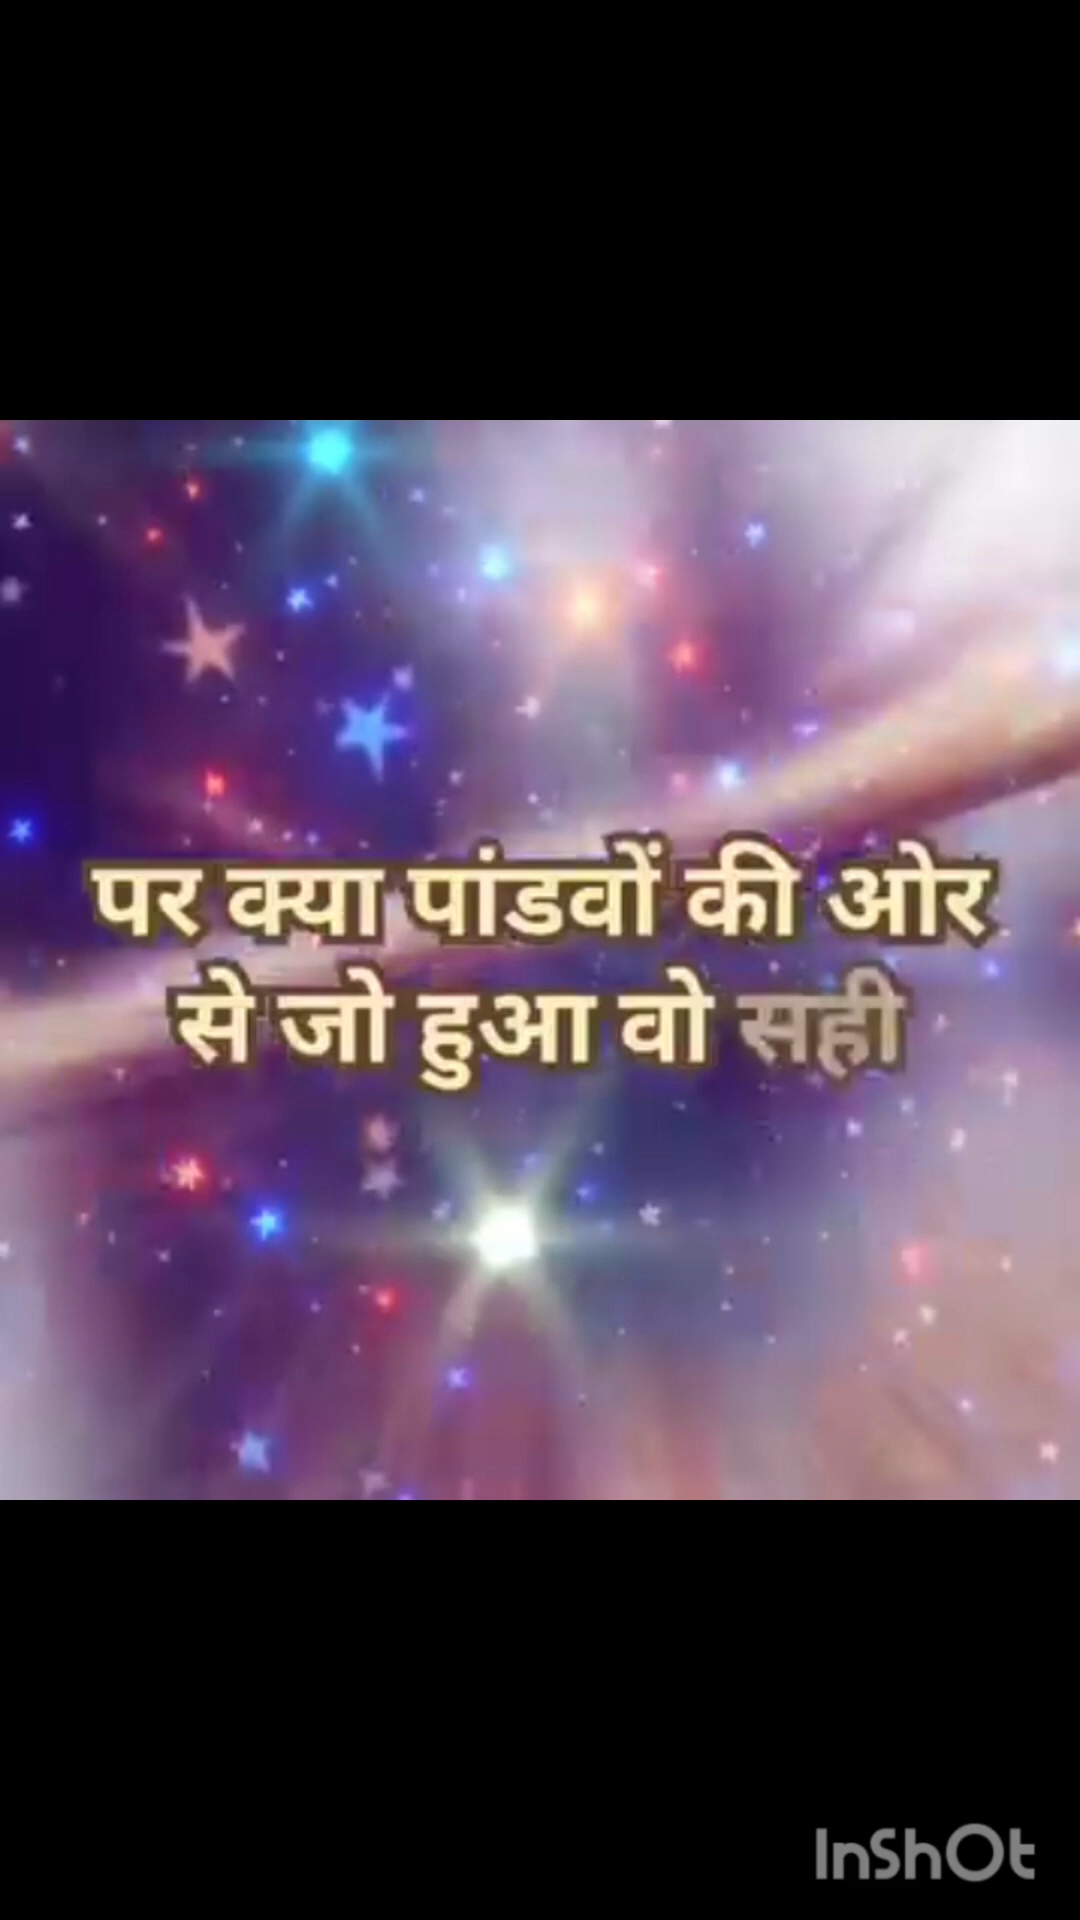 पर क्या पांडवों की ओर
से जो हुआ वो सही
InShOt